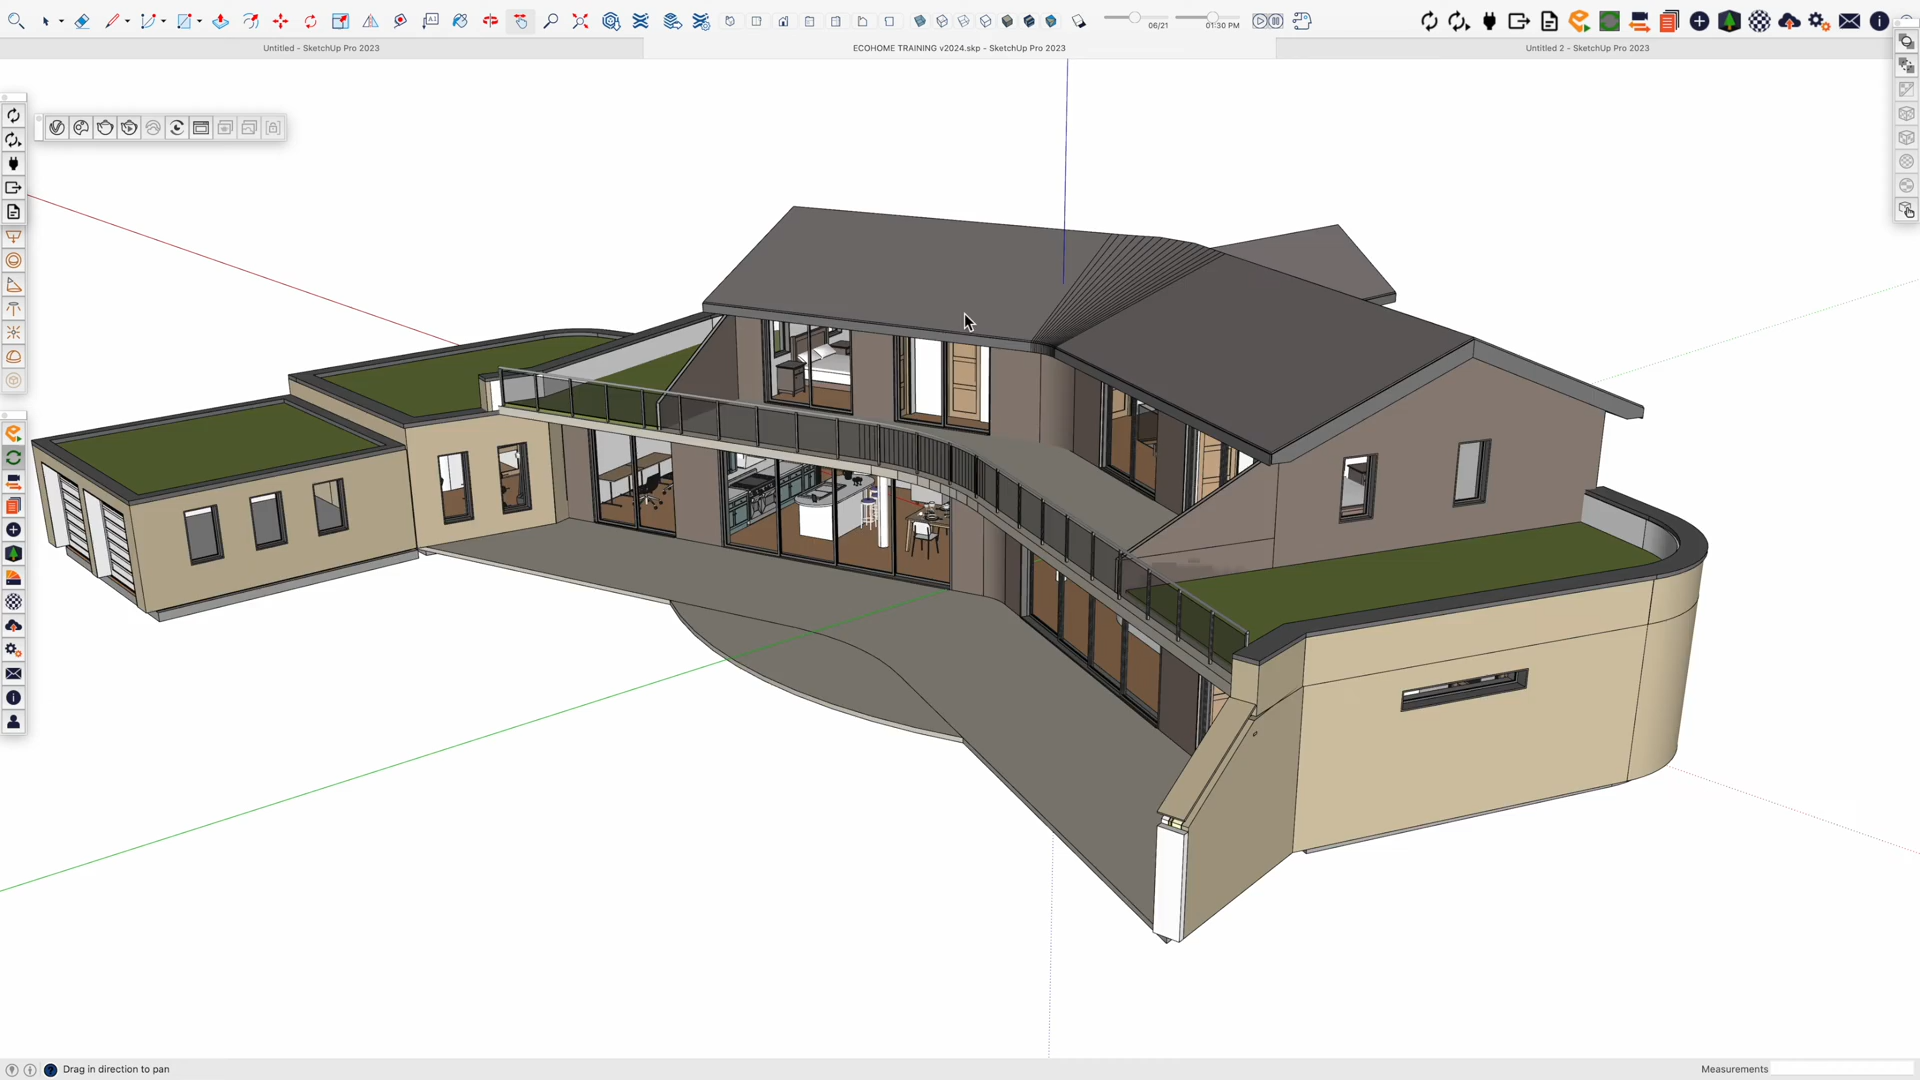 06/21
01:30 PM
Untitled - SketchUp Pro 2023
ECOHOME TRAINING v2024.skp - SketchUp Pro 2023
Untitled 2 - SketchUp Pro 2023
Drag in direction to pan
Measurements